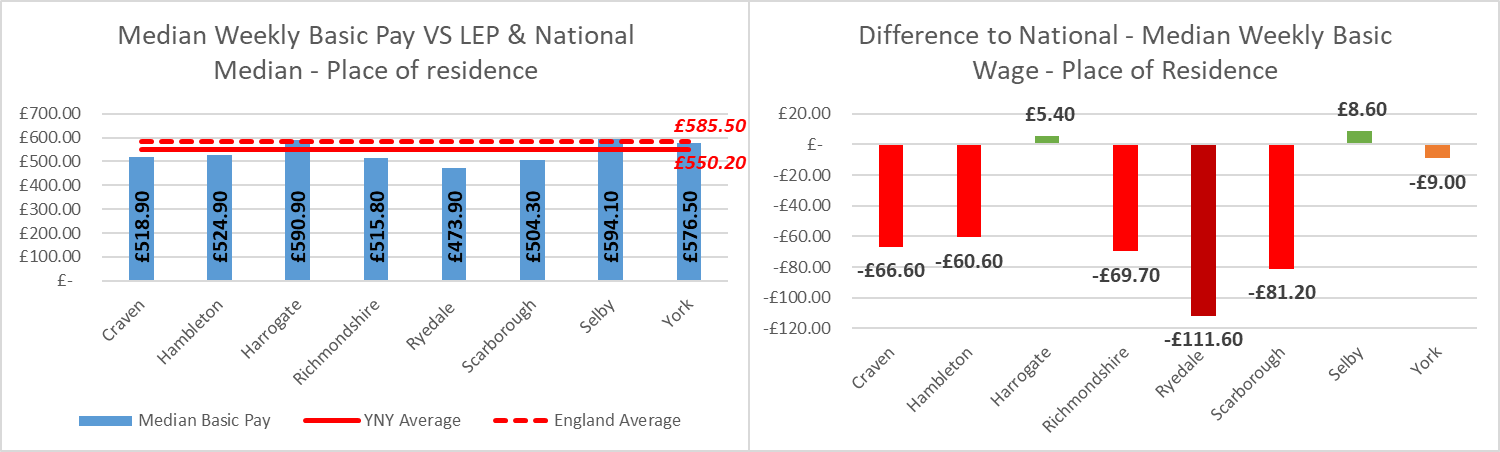 Median Weekly Basic Pay VS LEP & National
Median - Place of residence
£700.00
£600.00
£500.00
£400.00
£300.00
£200.00
£100.00
£-
£585.50
£550.20
£518.90
£524.90
£590.90
£515.80
£473.90
£504.30
£594.10
£576.50
Craven
Hambleton
Harrogate
Richmondshire
Ryedale
Scarborough
Selby
York
Median Basic Pay
YNY Average
England Average
Difference to National - Median Weekly Basic
Wage - Place of Residence
£20.00
£-
-£20.00
-£40.00
-£60.00
-£80.00
-£100.00
-£120.00
-£66.60
-£60.60
£5.40
-£69.70
-£111.60
-£81.20
£8.60
-£9.00
Craven
Hambleton
Harrogate
Richmondshire
Ryedale
Scarborough
Selby
York